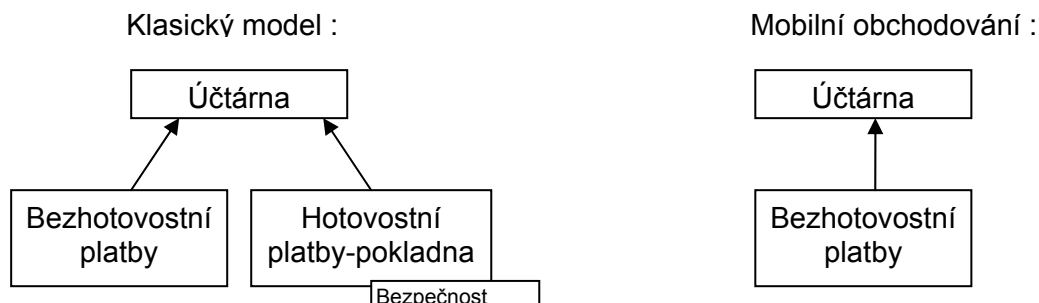 Klasický model :
Mobilní obchodování :
Účtárna
Účtárna
Bezhotovostní
platby
Hotovostní
platby-pokladna
Bezpečnost
Bezhotovostní
platby